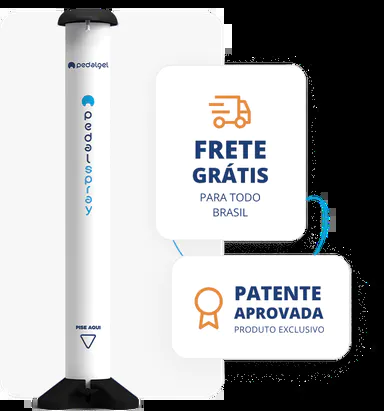 pedalgel
pedalspray
PISE AQUI
FRETE
GRÁTIS
PARA TODO
BRASIL
PATENTE
APROVADA
PRODUTO EXCLUSIVO